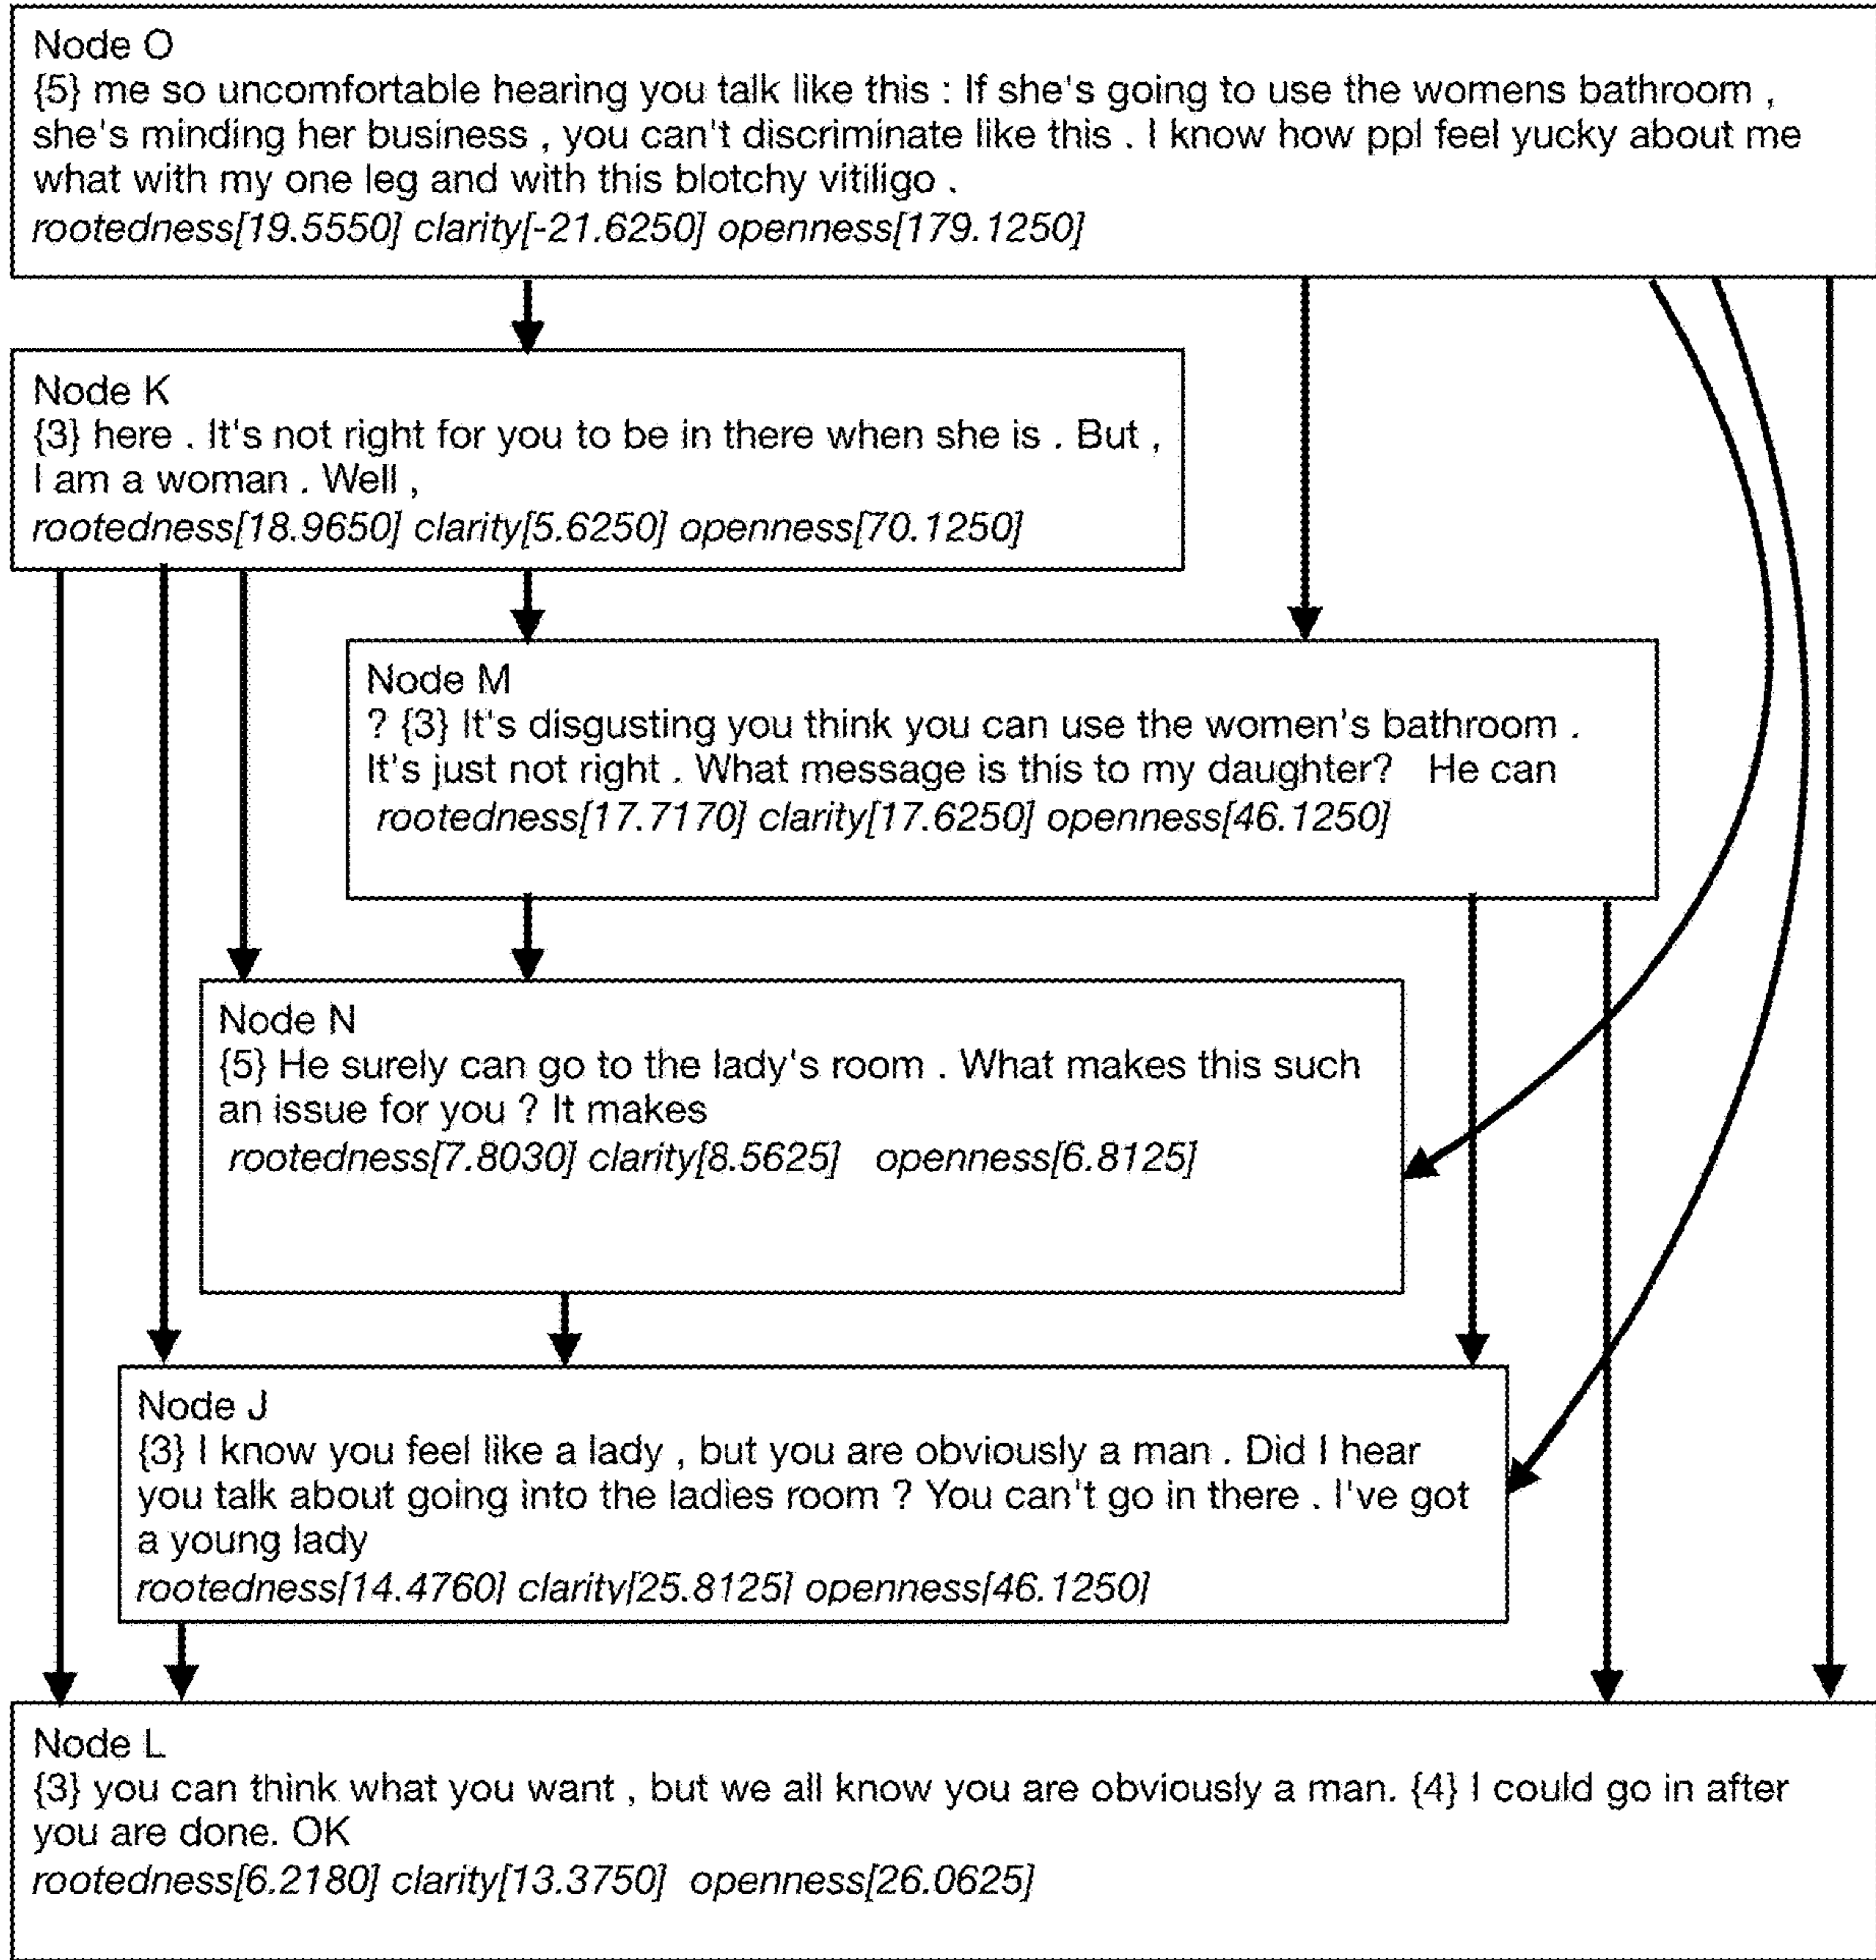 Node O
{5} me so uncomfortable hearing you talk like this : If she's going to use the womens bathroom ,
she's minding her business , you can't discriminate like this . I know how ppl feel yucky about me
what with my one leg and with this blotchy vitiligo .
rootedness[19.5550] clarity[-21.6250] openness[179.1250]
Node K
{3} here . It's not right for you to be in there when she is . But ,
I am a woman . Well ,
rootedness[18.9650] clarity[5.6250] openness[70.1250]
Node M
? {3} It's disgusting you think you can use the women's bathroom .
It's just not right . What message is this to my daughter? He can
rootedness[17.7170] clarity[17.6250] openness[46.1250]
Node N
{5} He surely can go to the lady's room . What makes this such
an issue for you ? It makes
rootedness[7.8030] clarity[8.5625] openness[6.8125]
Node J
{3} I know you feel like a lady , but you are obviously a man . Did I hear
you talk about going into the ladies room ? You can't go in there . I've got
a young lady
rootedness[14.4760] clarity[25.8125] openness[46.1250]
Node L
{3} you can think what you want , but we all know you are obviously a man. {4} I could go in after
you are done. OK
rootedness[6.2180] clarity[13.3750] openness[26.0625]